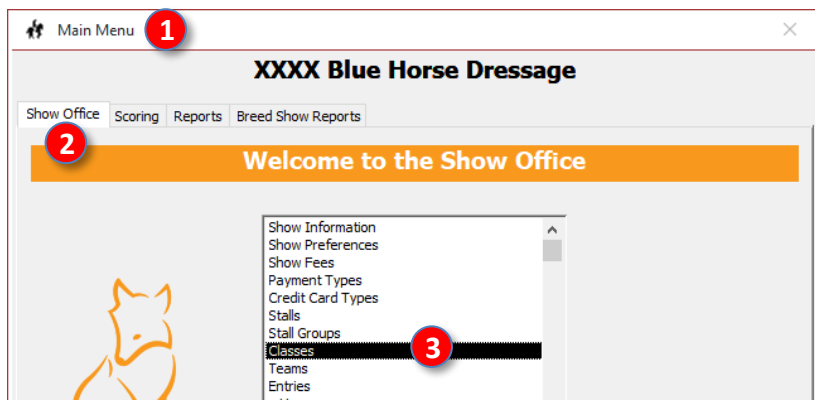 Main Menu 1
XXXX Blue Horse Dressage
Show Office Scoring Reports Breed Show Reports
2
Welcome to the Show Office
Show Information
Show Preferences
Show Fees
Payment Types
Credit Card Types
Stalls
Stall Groups
Classes 3
Teams
Entries